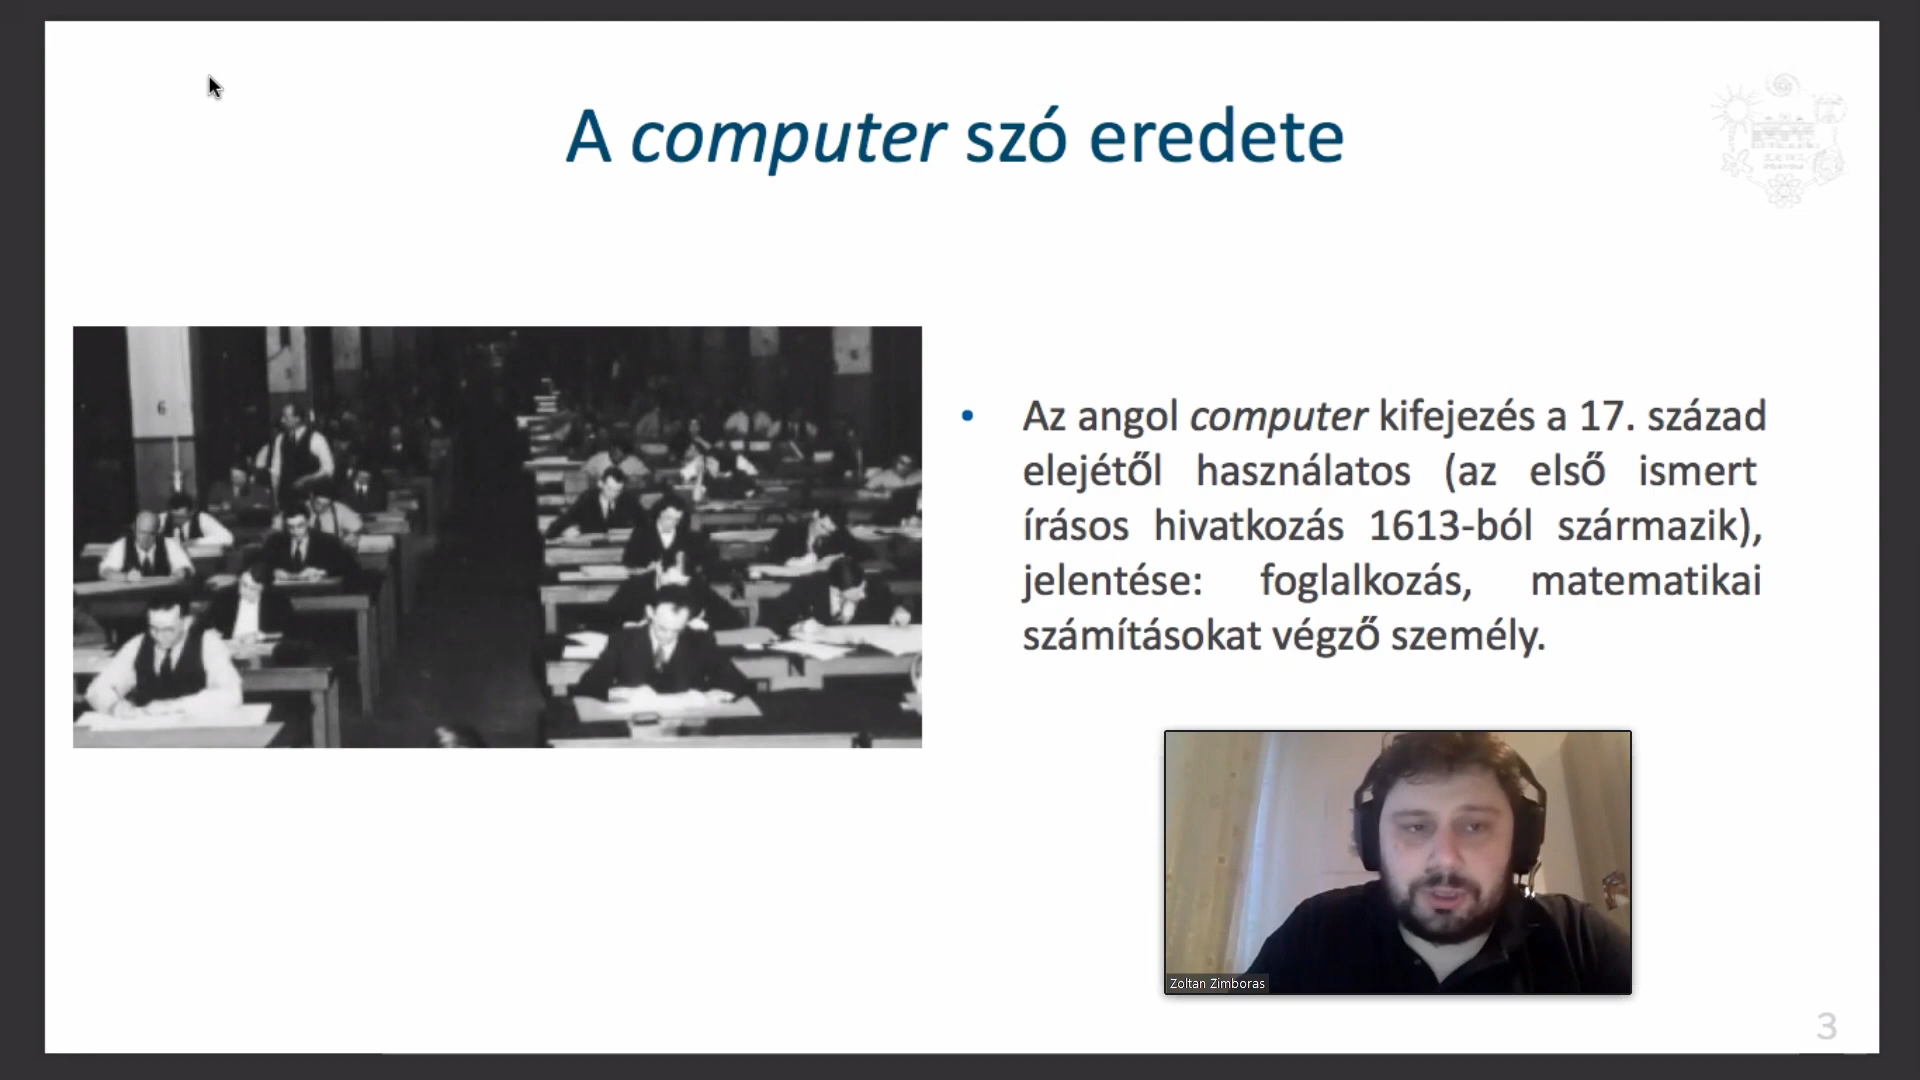 A computer szó eredete
6
• Az angol computer kifejezés a 17. század
elejétől használatos (az első ismert
írásos hivatkozás 1613-ból származik),
jelentése: foglalkozás, matematikai
számításokat végző személy.
Zoltan Zimboras
3